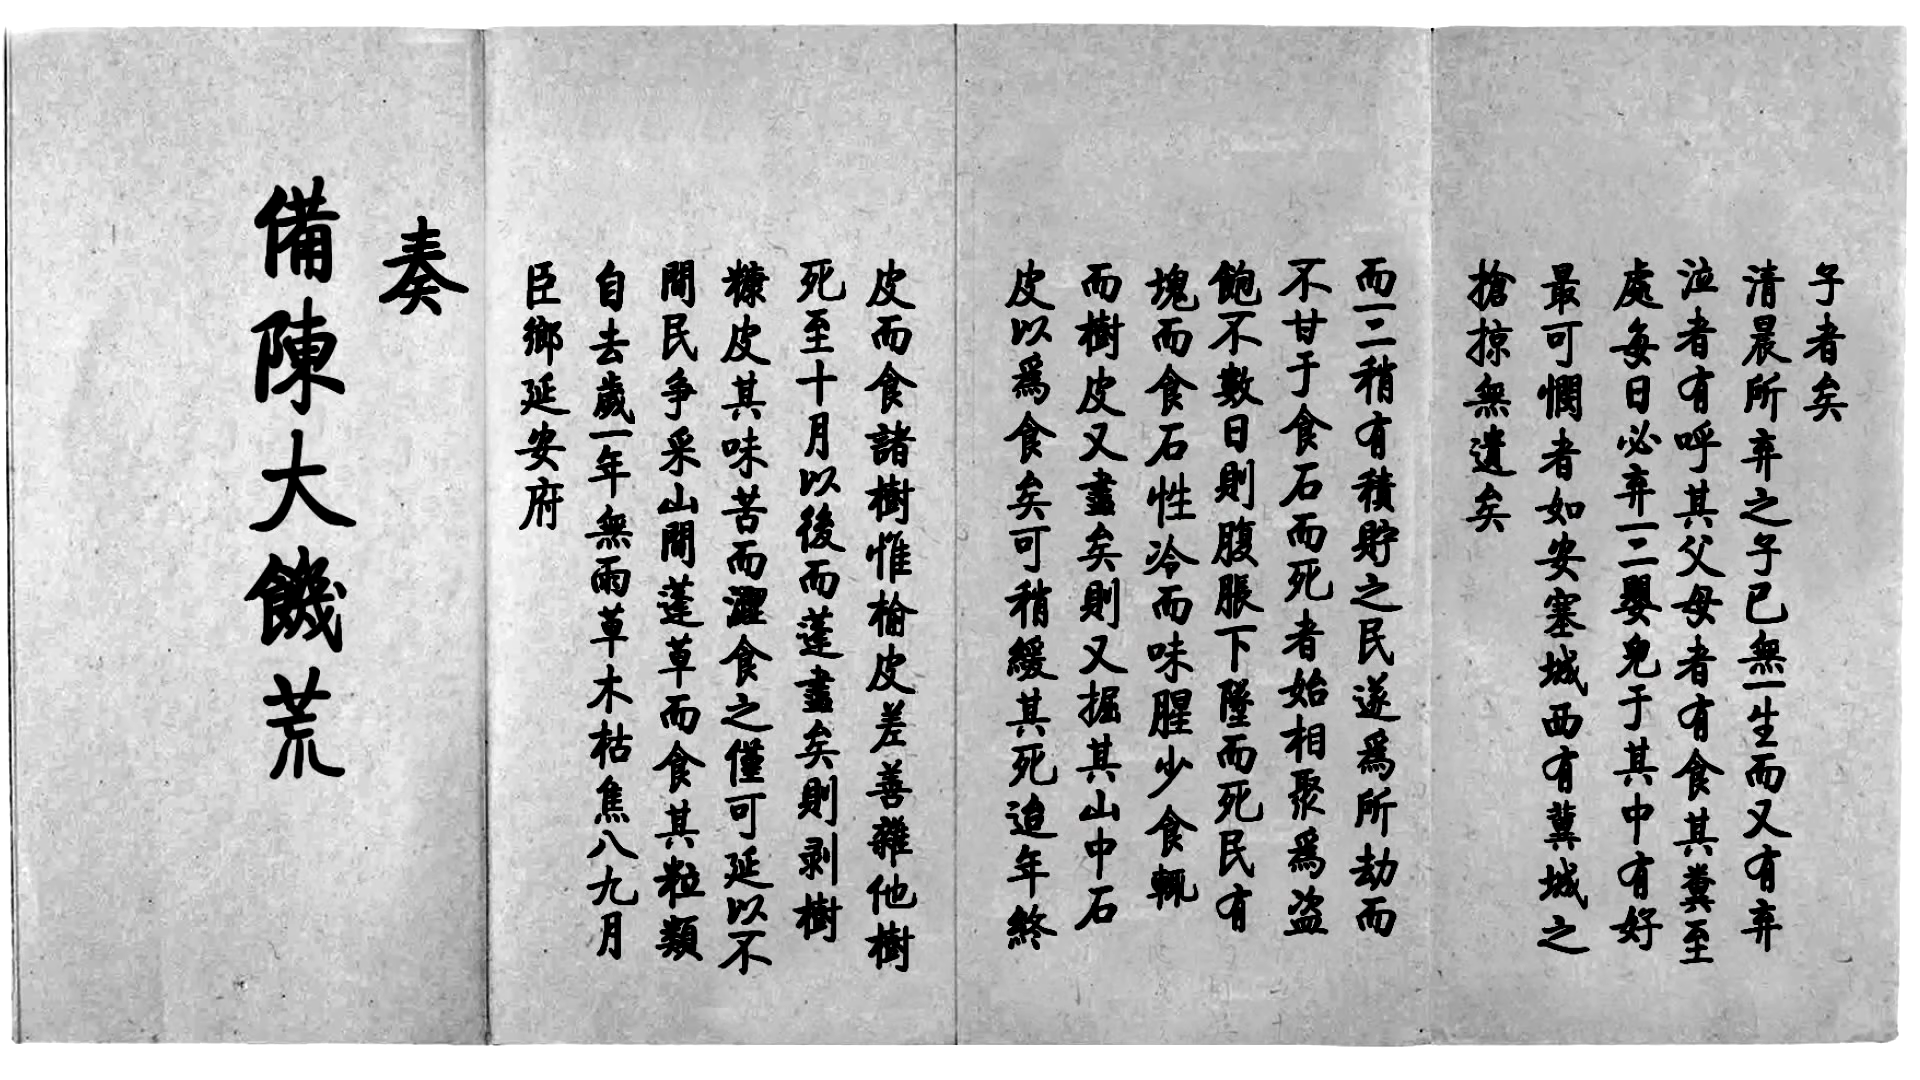 備陳大饑荒
奏
臣鄉延安府
自去歲一年無雨草木枯焦八九月
間民争采山間蓬草而食其粒類
糠皮其味苦而澀食之僅可延以不
死至十月以後而蓬盡矣則剥樹
皮而食諸樹惟榆皮差善雜他樹
皮以爲食矣可稍緩其死迨年終
而樹皮又盡矣則又掘其山中石
塊而食石性冷而味腥少食輒
飽不數日則腹脹下墜而死民有
不甘于食石而死者始相聚爲盗
而一二稍有積貯之民遂爲所劫而
搶掠無遺矣
最可憫者如安塞城西有冀城之
處每日必弃一二嬰兒于其中有好
泣者有呼其父母者有食其糞至
清晨所弃之子已無一生而又有弃
子者矣